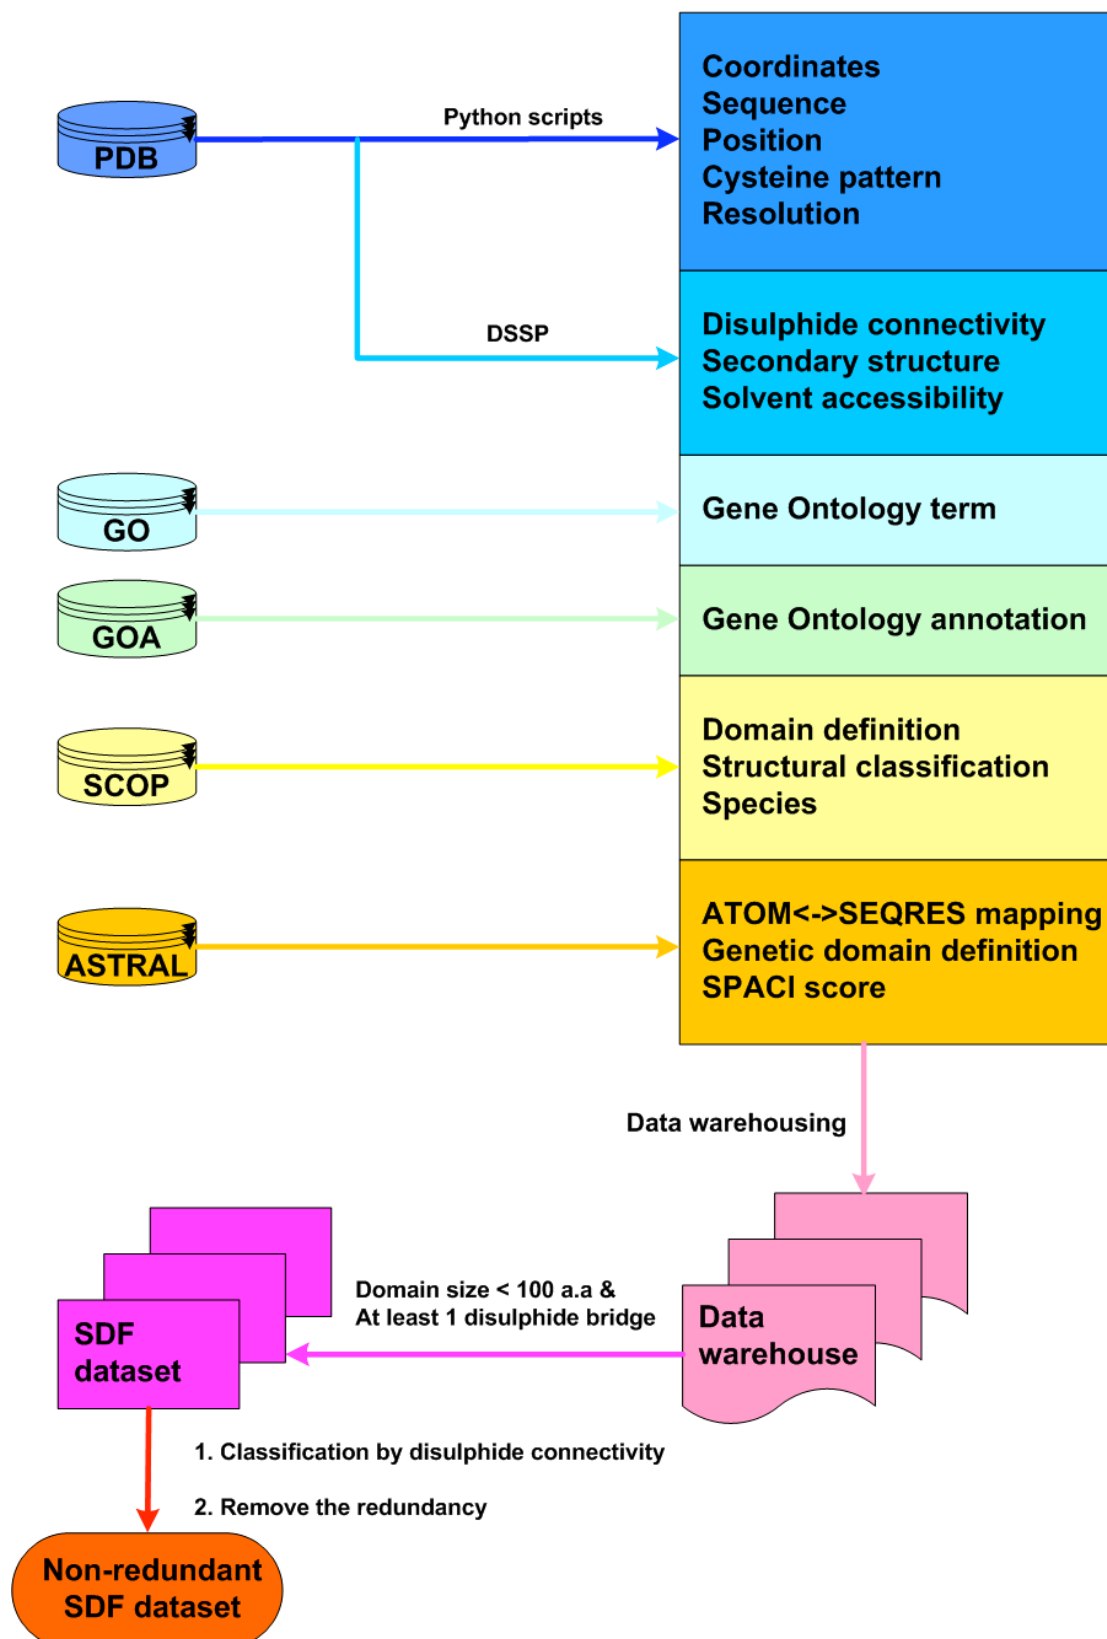 PDB
Python scripts
Coordinates
Sequence
Position
Cysteine pattern
Resolution
DSSP
Disulphide connectivity
Secondary structure
Solvent accessibility
GO
Gene Ontology term
GOA
Gene Ontology annotation
SCOP
Domain definition
Structural classification
Species
ASTRAL
ATOM<->SEQRES mapping
Genetic domain definition
SPACI score
Data warehousing
Data
warehouse
Domain size < 100 a.a &
At least 1 disulphide bridge
SDF
dataset
1. Classification by disulphide connectivity
2. Remove the redundancy
Non-redundant
SDF dataset